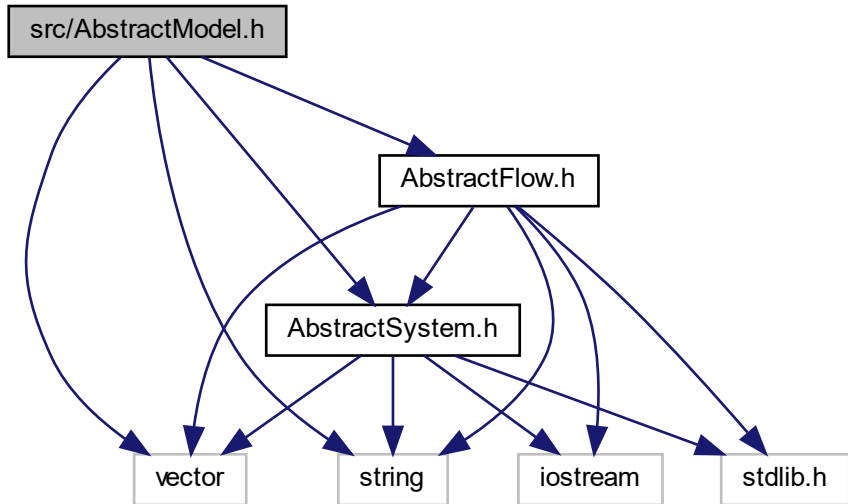 src/AbstractModel.h
AbstractFlow.h
AbstractSystem.h
vector
string
iostream
stdlib.h